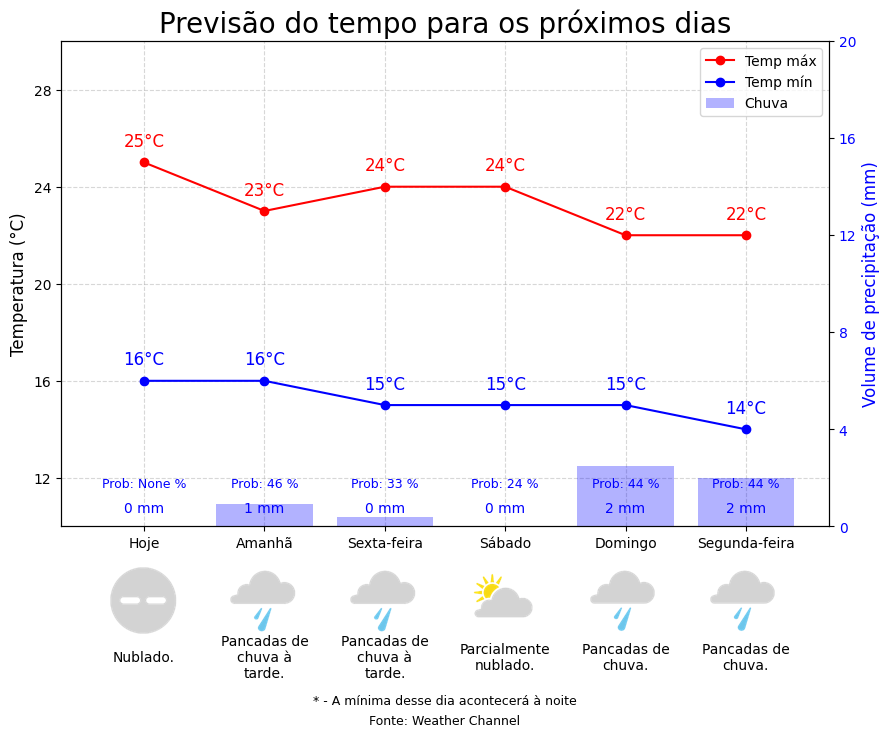 Previsão do tempo para os próximos dias
Temp máx
Temp mín
Chuva
Temperatura (°C)
28
24
20
16
12
Volume de precipitação (mm)
20
16
12
8
4
0
25°C
23°C
24°C
24°C
22°C
22°C
16°C
16°C
15°C
15°C
15°C
14°C
Prob: None %
Prob: 46 %
Prob: 33 %
Prob: 24 %
Prob: 44 %
Prob: 44 %
0 mm
1 mm
0 mm
0 mm
2 mm
2 mm
Hoje
Amanhã
Sexta-feira
Sábado
Domingo
Segunda-feira
Nublado.
Pancadas de
chuva à
tarde.
Pancadas de
chuva à
tarde.
Parcialmente
nublado.
Pancadas de
chuva.
Pancadas de
chuva.
* - A mínima desse dia acontecerá à noite
Fonte: Weather Channel